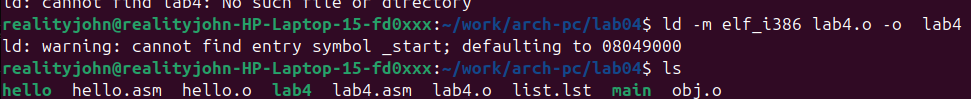 ld: cannot find lab4: No such file or directory
realityjohn@realityjohn-HP-Laptop-15-fd0xxx:~/work/arch-pc/lab04$ ld -m elf_i386 lab4.o -o  lab4
ld: warning: cannot find entry symbol _start; defaulting to 08049000
realityjohn@realityjohn-HP-Laptop-15-fd0xxx:~/work/arch-pc/lab04$ ls
hello  hello.asm  hello.o  lab4  lab4.asm  lab4.o  list.lst  main  obj.o